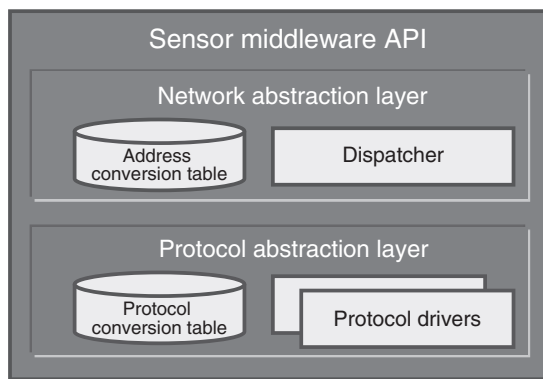 Sensor middleware API
Network abstraction layer
Address
conversion table
Dispatcher
Protocol abstraction layer
Protocol
conversion table
Protocol drivers